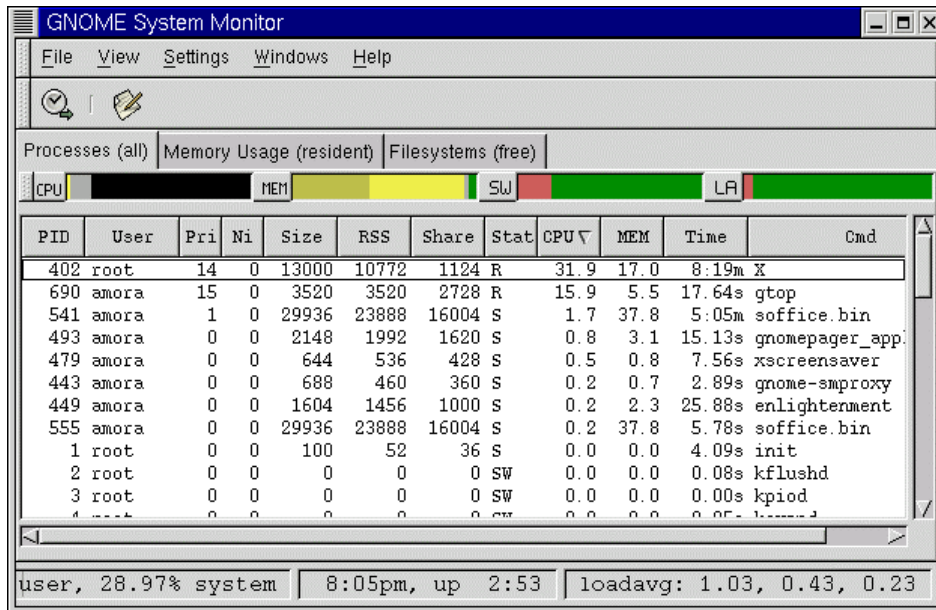 GNOME System Monitor
File View Settings Windows Help
Processes (all) Memory Usage (resident) Filesystems (free)
CPU MEM SW LA
PID User Pri Ni Size RSS Share Stat CPU MEM Time Cmd
402 root 14 0 13000 10772 1124 R 31.9 17.0 8:19m X
690 amora 15 0 3520 3520 2728 R 15.9 5.5 17.64s gtop
541 amora 1 0 29936 23888 16004 S 1.7 37.8 5:05m soffice.bin
493 amora 0 0 2148 1992 1620 S 0.8 3.1 15.13s gnomepager_appl
479 amora 0 0 644 536 428 S 0.5 0.8 7.56s xscreensaver
443 amora 0 0 688 460 360 S 0.2 0.7 2.89s gnome-smproxy
449 amora 0 0 1604 1456 1000 S 0.2 2.3 25.88s enlightenment
555 amora 0 0 29936 23888 16004 S 0.2 37.8 5.78s soffice.bin
1 root 0 0 100 52 36 S 0.0 0.0 4.09s init
2 root 0 0 0 0 0 SW 0.0 0.0 0.08s kflushd
3 root 0 0 0 0 0 SW 0.0 0.0 0.00s kpiod
user, 28.97% system 8:05pm, up 2:53 loadavg: 1.03, 0.43, 0.23